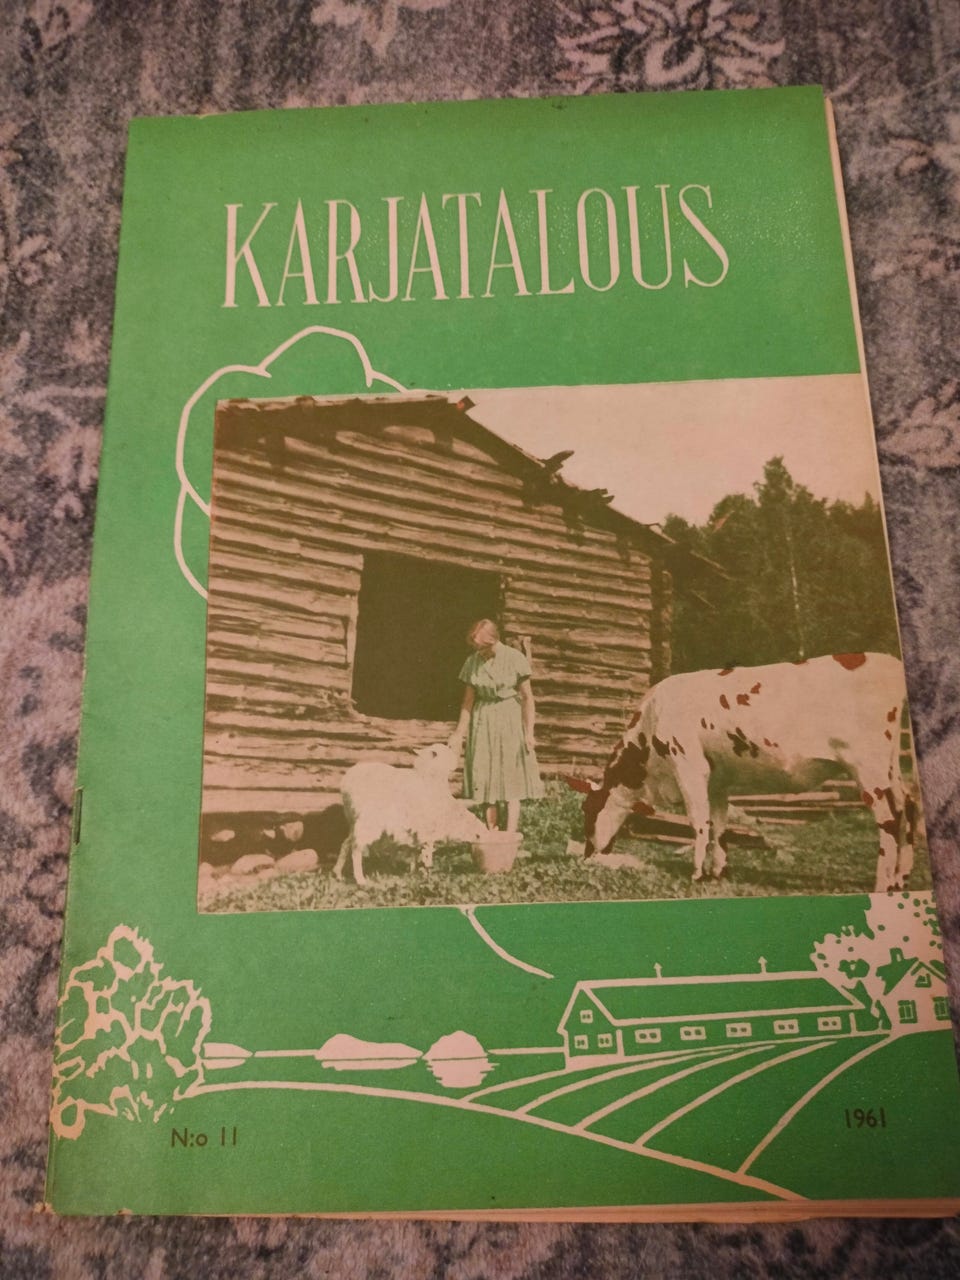 KARJATALOUS
N:o 11
1961